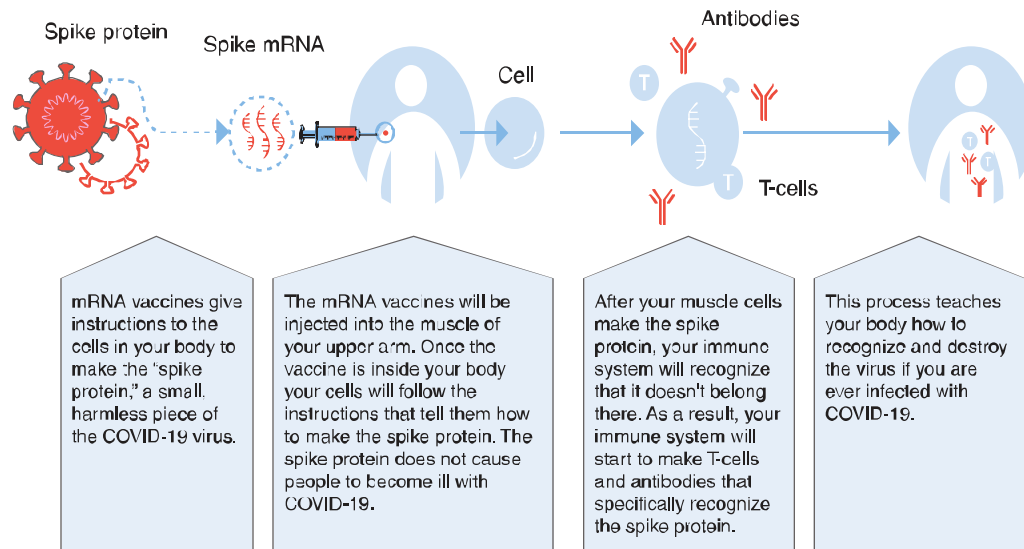 Spike protein
Spike mRNA
Cell
Antibodies
T
T
T-cells
T
T
mRNA vaccines give
instructions to the
cells in your body to
make the “spike
protein,” a small,
harmless piece of
the COVID-19 virus.
The mRNA vaccines will be
injected into the muscle of
your upper arm. Once the
vaccine is inside your body
your cells will follow the
instructions that tell them how
to make the spike protein. The
spike protein does not cause
people to become ill with
COVID-19.
After your muscle cells
make the spike
protein, your immune
system will recognize
that it doesn't belong
there. As a result, your
immune system will
start to make T-cells
and antibodies that
specifically recognize
the spike protein.
This process teaches
your body how to
recognize and destroy
the virus if you are
ever infected with
COVID-19.